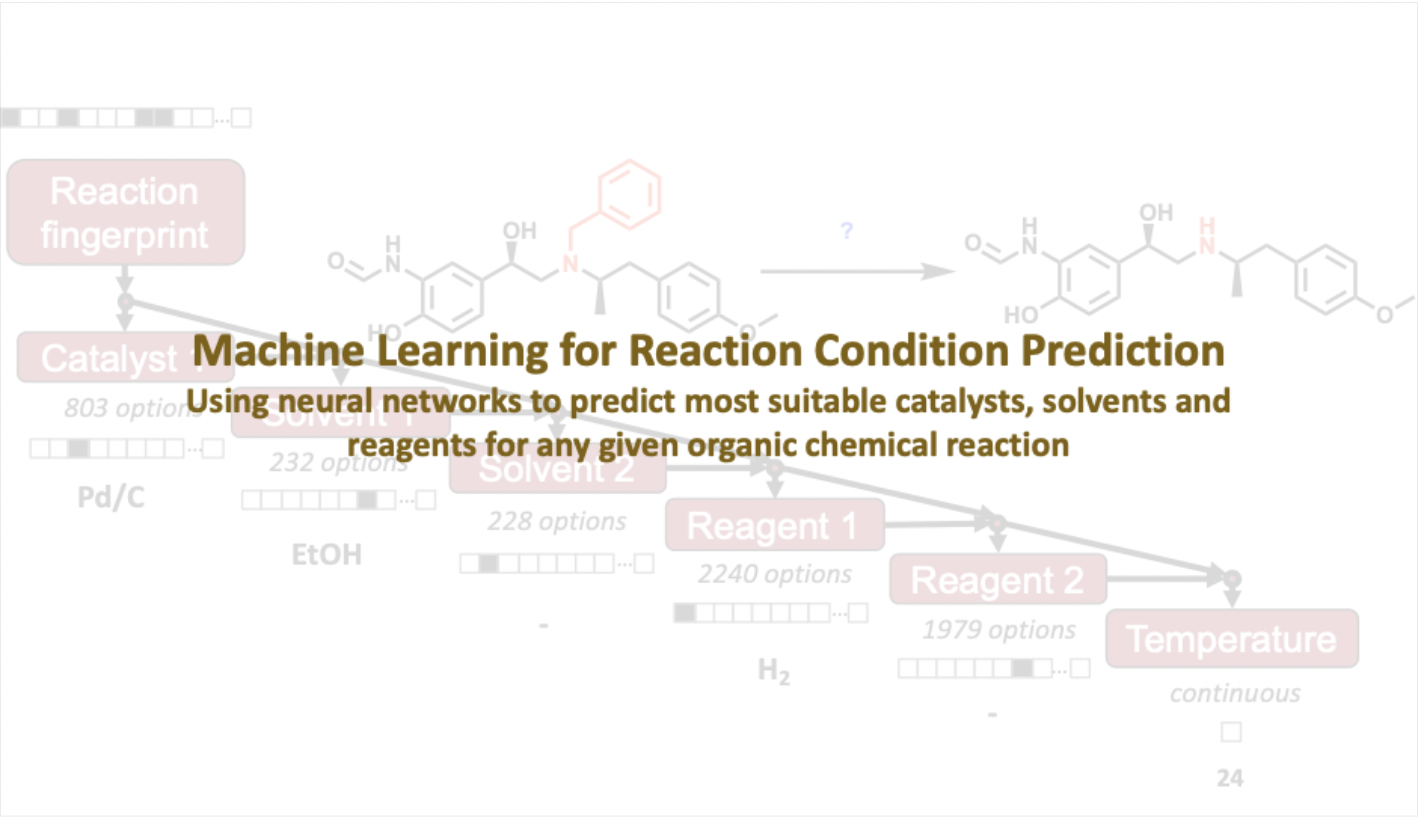 Reaction
fingerprint
OH
H
N
O
N
HO
O
?
OH
H
N
H
N
O
HO
O
Machine Learning for Reaction Condition Prediction
Using neural networks to predict most suitable catalysts, solvents and
reagents for any given organic chemical reaction
Catalyst 1
803 options
...
Pd/C
Solvent 1
232 options
...
EtOH
Solvent 2
228 options
...
-
Reagent 1
2240 options
...
H₂
Reagent 2
1979 options
...
-
Temperature
continuous
24